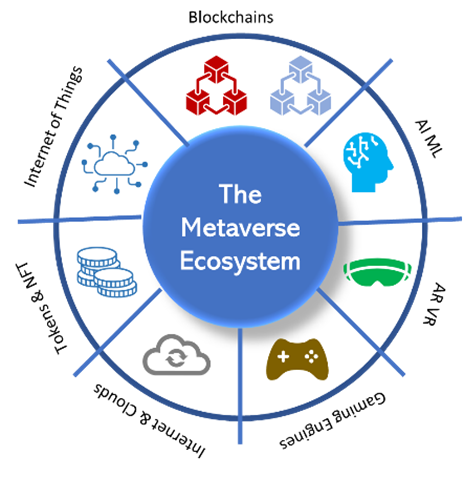 Blockchains
AI ML
AR VR
Gaming Engines
Internet & Clouds
Tokens & NFT
Internet of Things
The
Metaverse
Ecosystem